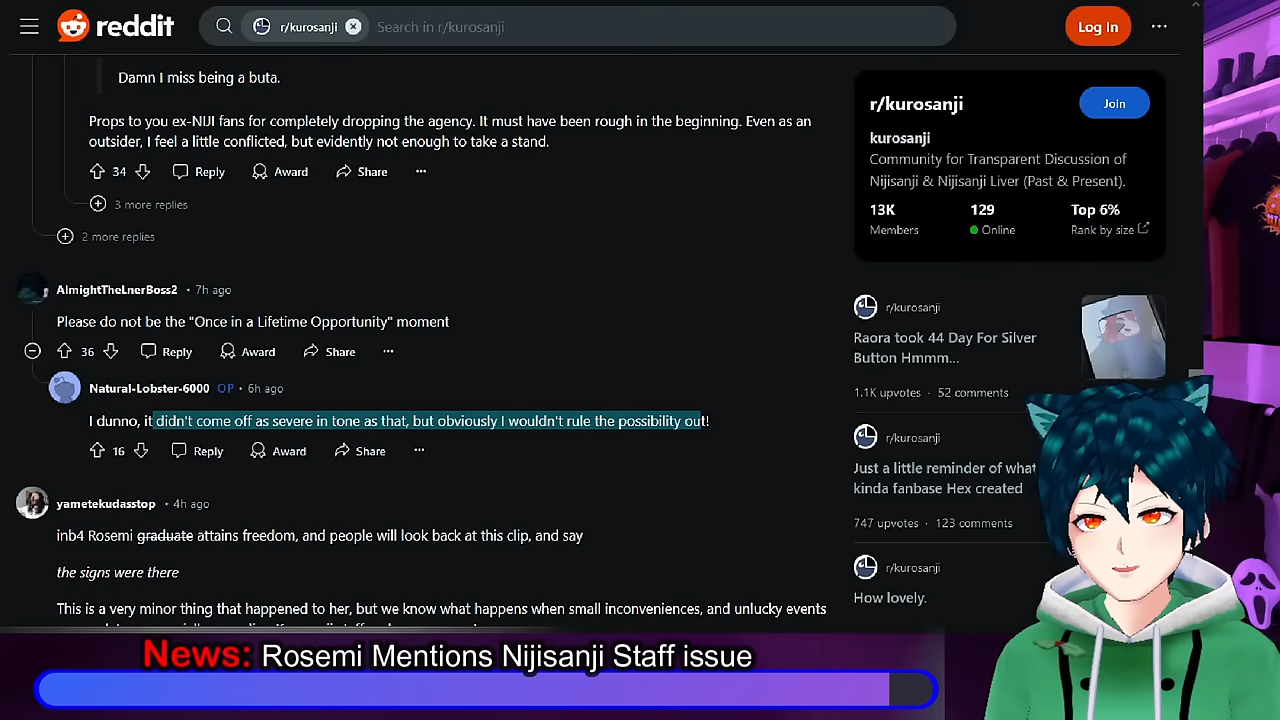 reddit
r/kurosanji
Search in r/kurosanji
Log In
Damn I miss being a buta.
Props to you ex-NIJI fans for completely dropping the agency. It must have been rough in the beginning. Even as an
outsider, I feel a little conflicted, but evidently not enough to take a stand.
34 Reply Award Share
3 more replies
2 more replies
AlmightTheLnerBoss2 • 7h ago
Please do not be the "Once in a Lifetime Opportunity" moment
36 Reply Award Share
Natural-Lobster-6000 OP • 6h ago
I dunno, it didn't come off as severe in tone as that, but obviously I wouldn't rule the possibility out!
16 Reply Award Share
yametekudasstop • 4h ago
inb4 Rosemi graduate attains freedom, and people will look back at this clip, and say
the signs were there
This is a very minor thing that happened to her, but we know what happens when small inconveniences, and unlucky events
r/kurosanji
Join
kurosanji
Community for Transparent Discussion of
Nijisanji & Nijisanji Liver (Past & Present).
13K 129 Top 6%
Members Online Rank by size
r/kurosanji
Raora took 44 Day For Silver
Button Hmmm...
1.1K upvotes · 52 comments
r/kurosanji
Just a little reminder of what
kinda fanbase Hex created
747 upvotes · 123 comments
r/kurosanji
How lovely.
News: Rosemi Mentions Nijisanji Staff issue